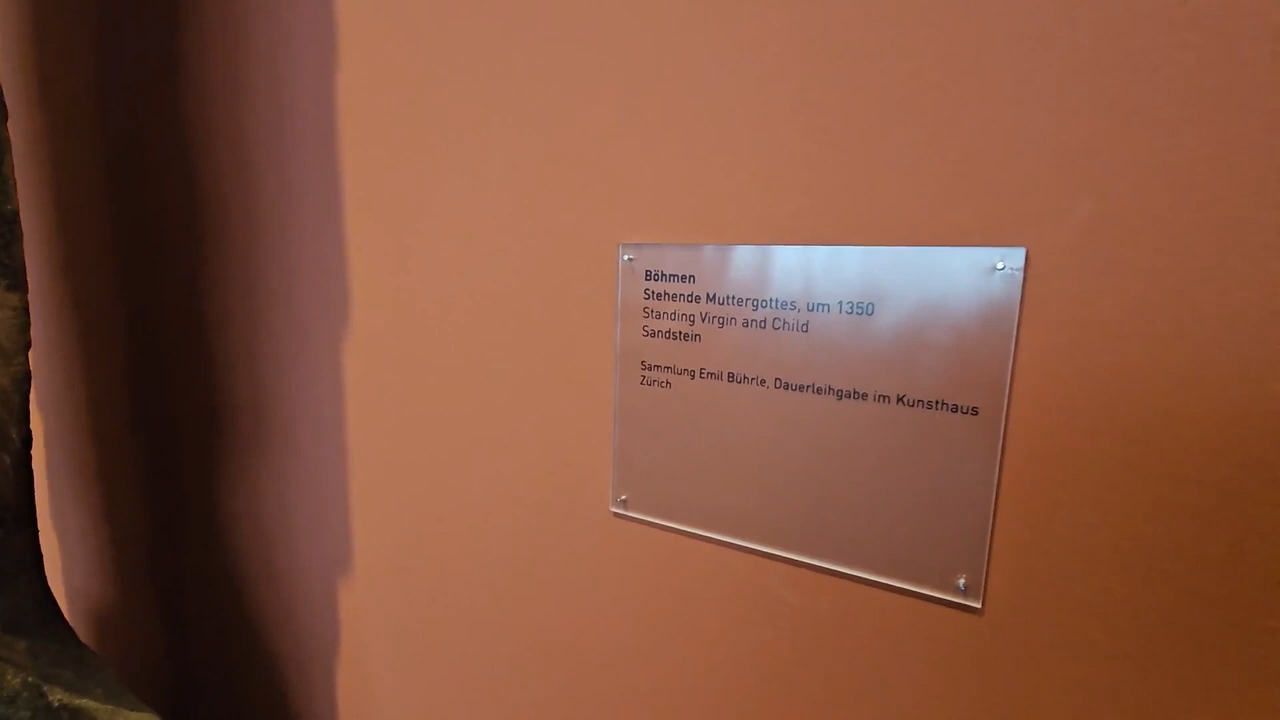 Böhmen
Stehende Muttergottes, um 1350
Standing Virgin and Child
Sandstein
Sammlung Emil Bührle, Dauerleihgabe im Kunsthaus
Zürich